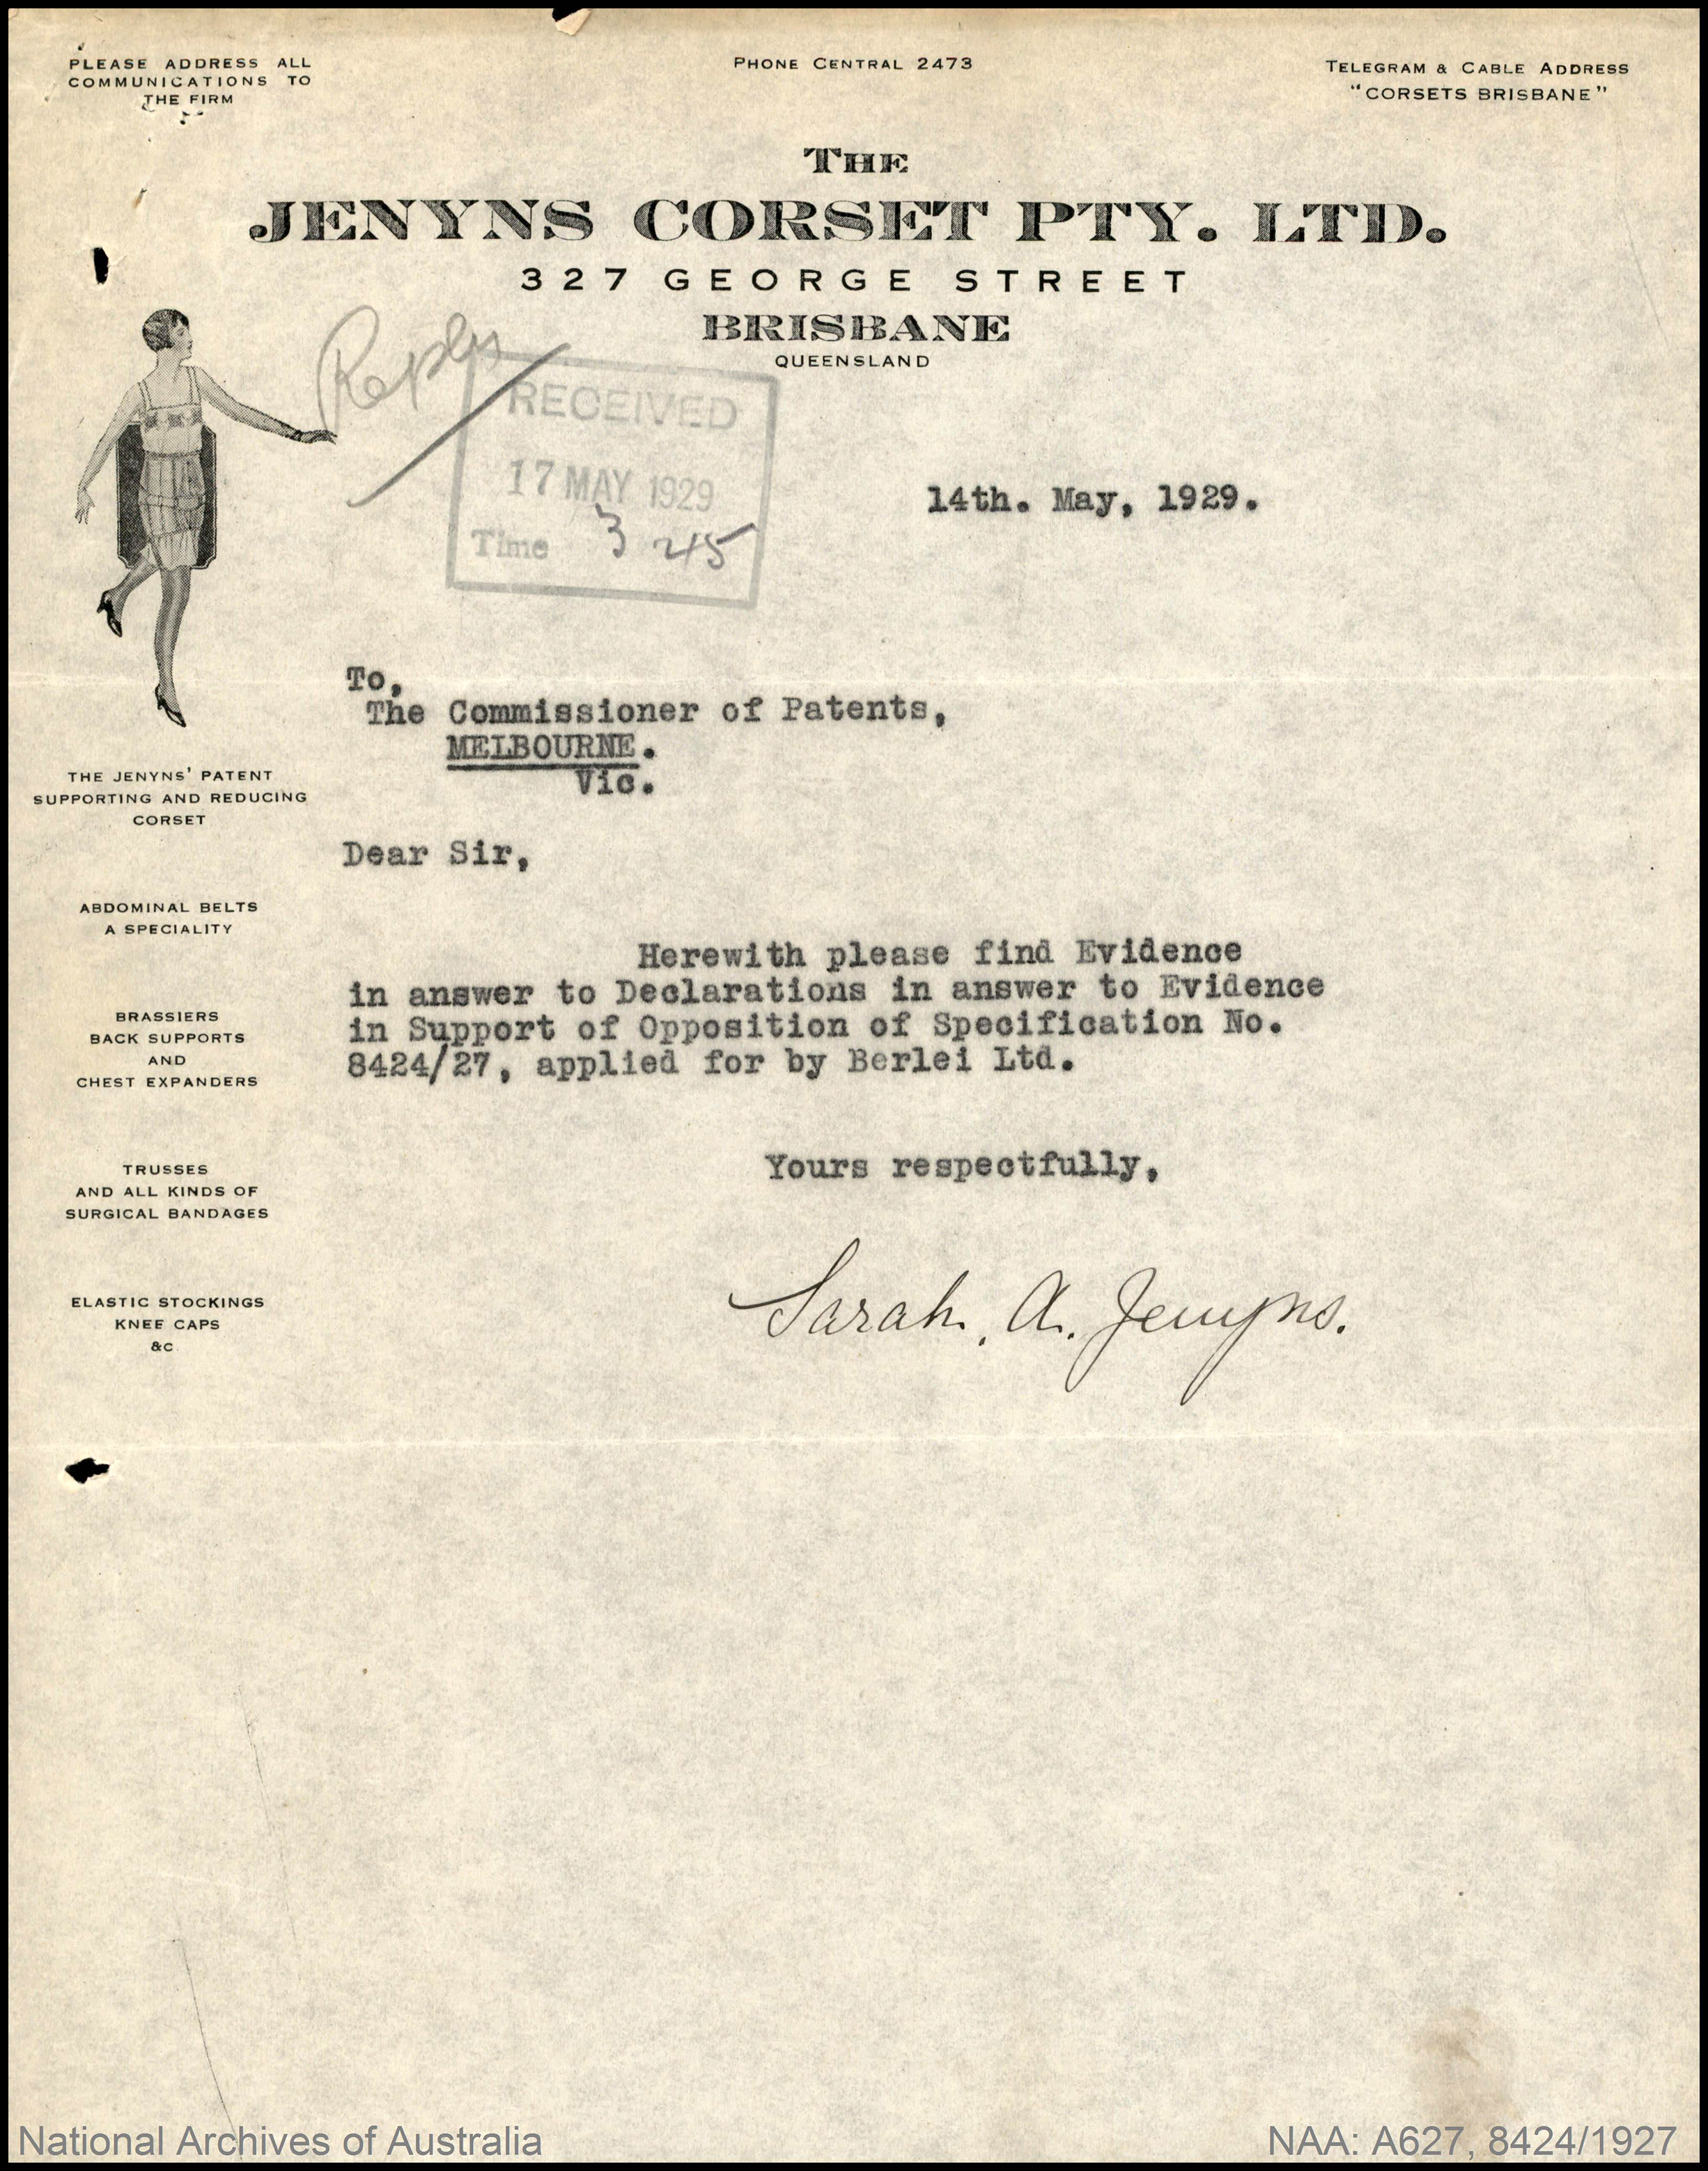 PLEASE ADDRESS ALL
COMMUNICATIONS TO
THE FIRM
PHONE CENTRAL 2473
TELEGRAM & CABLE ADDRESS
"CORSETS BRISBANE"
THE
JENYNS CORSET PTY. LTD.
327 GEORGE STREET
BRISBANE
QUEENSLAND
Reply
RECEIVED
17 MAY 1929
Time 3 45
14th. May, 1929.
To,
The Commissioner of Patents,
MELBOURNE.
Vic.
THE JENYNS' PATENT
SUPPORTING AND REDUCING
CORSET
ABDOMINAL BELTS
A SPECIALITY
BRASSIERS
BACK SUPPORTS
AND
CHEST EXPANDERS
TRUSSES
AND ALL KINDS OF
SURGICAL BANDAGES
ELASTIC STOCKINGS
KNEE CAPS
&C
Dear Sir,
Herewith please find Evidence
in answer to Declarations in answer to Evidence
in Support of Opposition of Specification No.
8424/27, applied for by Berlei Ltd.
Yours respectfully,
Sarah. A. Jenyns.
National Archives of Australia
NAA: A627, 8424/1927